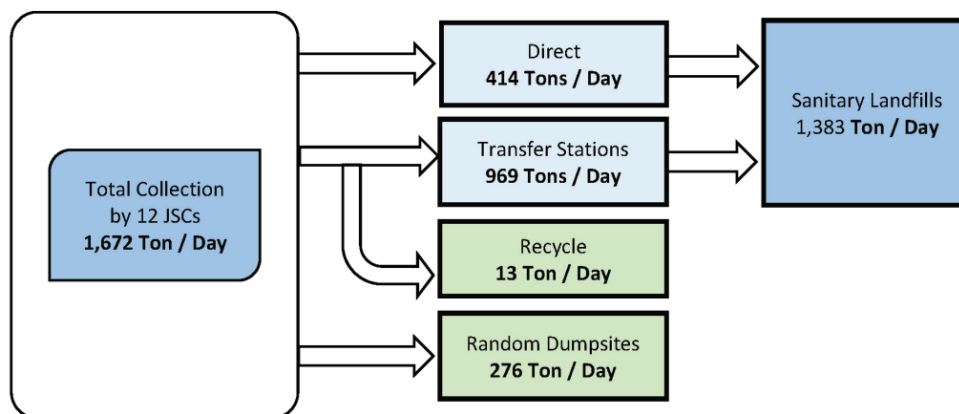 Total Collection
by 12 JSCs
1,672 Ton / Day
Direct
414 Tons / Day
Transfer Stations
969 Tons / Day
Recycle
13 Ton / Day
Random Dumpsites
276 Ton / Day
Sanitary Landfills
1,383 Ton / Day